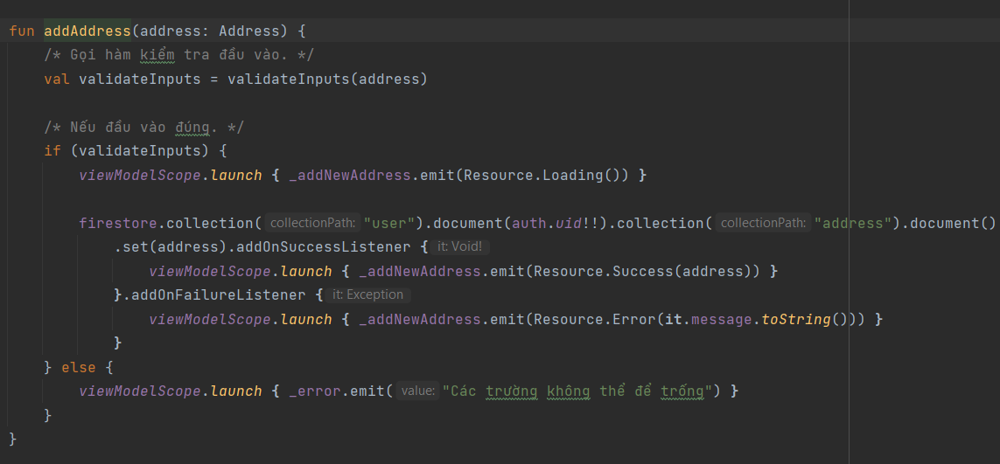 fun addAddress(address: Address) {
/* Gọi hàm kiểm tra đầu vào. */
val validateInputs = validateInputs(address)
/* Nếu đầu vào đúng. */
if (validateInputs) {
viewModelScope.launch { _addNewAddress.emit(Resource.Loading()) }
firestore.collection( collectionPath: "user").document(auth.uid!!).collection( collectionPath: "address").document()
.set(address).addOnSuccessListener { it: Void!
viewModelScope.launch { _addNewAddress.emit(Resource.Success(address)) }
}.addOnFailureListener { it: Exception
viewModelScope.launch { _addNewAddress.emit(Resource.Error(it.message.toString())) }
}
} else {
viewModelScope.launch { _error.emit( value: "Các trường không thể để trống") }
}
}